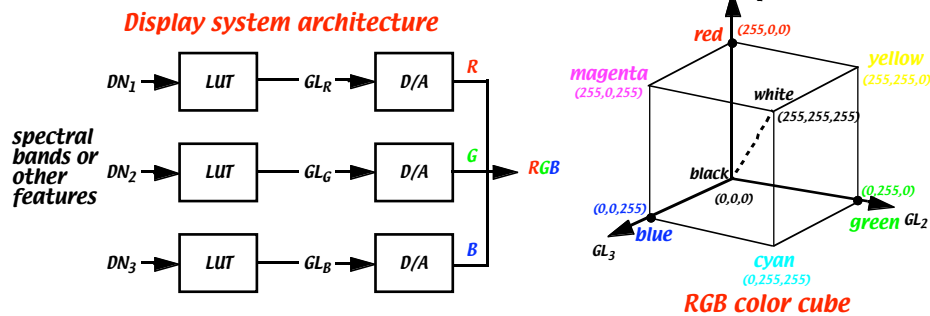 Display system architecture
DN1
LUT
GLR
D/A
R
spectral
bands or
other
features
DN2
LUT
GLG
D/A
G
RGB
DN3
LUT
GLB
D/A
B
red
(255,0,0)
yellow
(255,255,0)
magenta
(255,0,255)
white
(255,255,255)
black
(0,0,0)
(0,255,0)
green
GL2
(0,0,255)
blue
GL3
cyan
(0,255,255)
RGB color cube